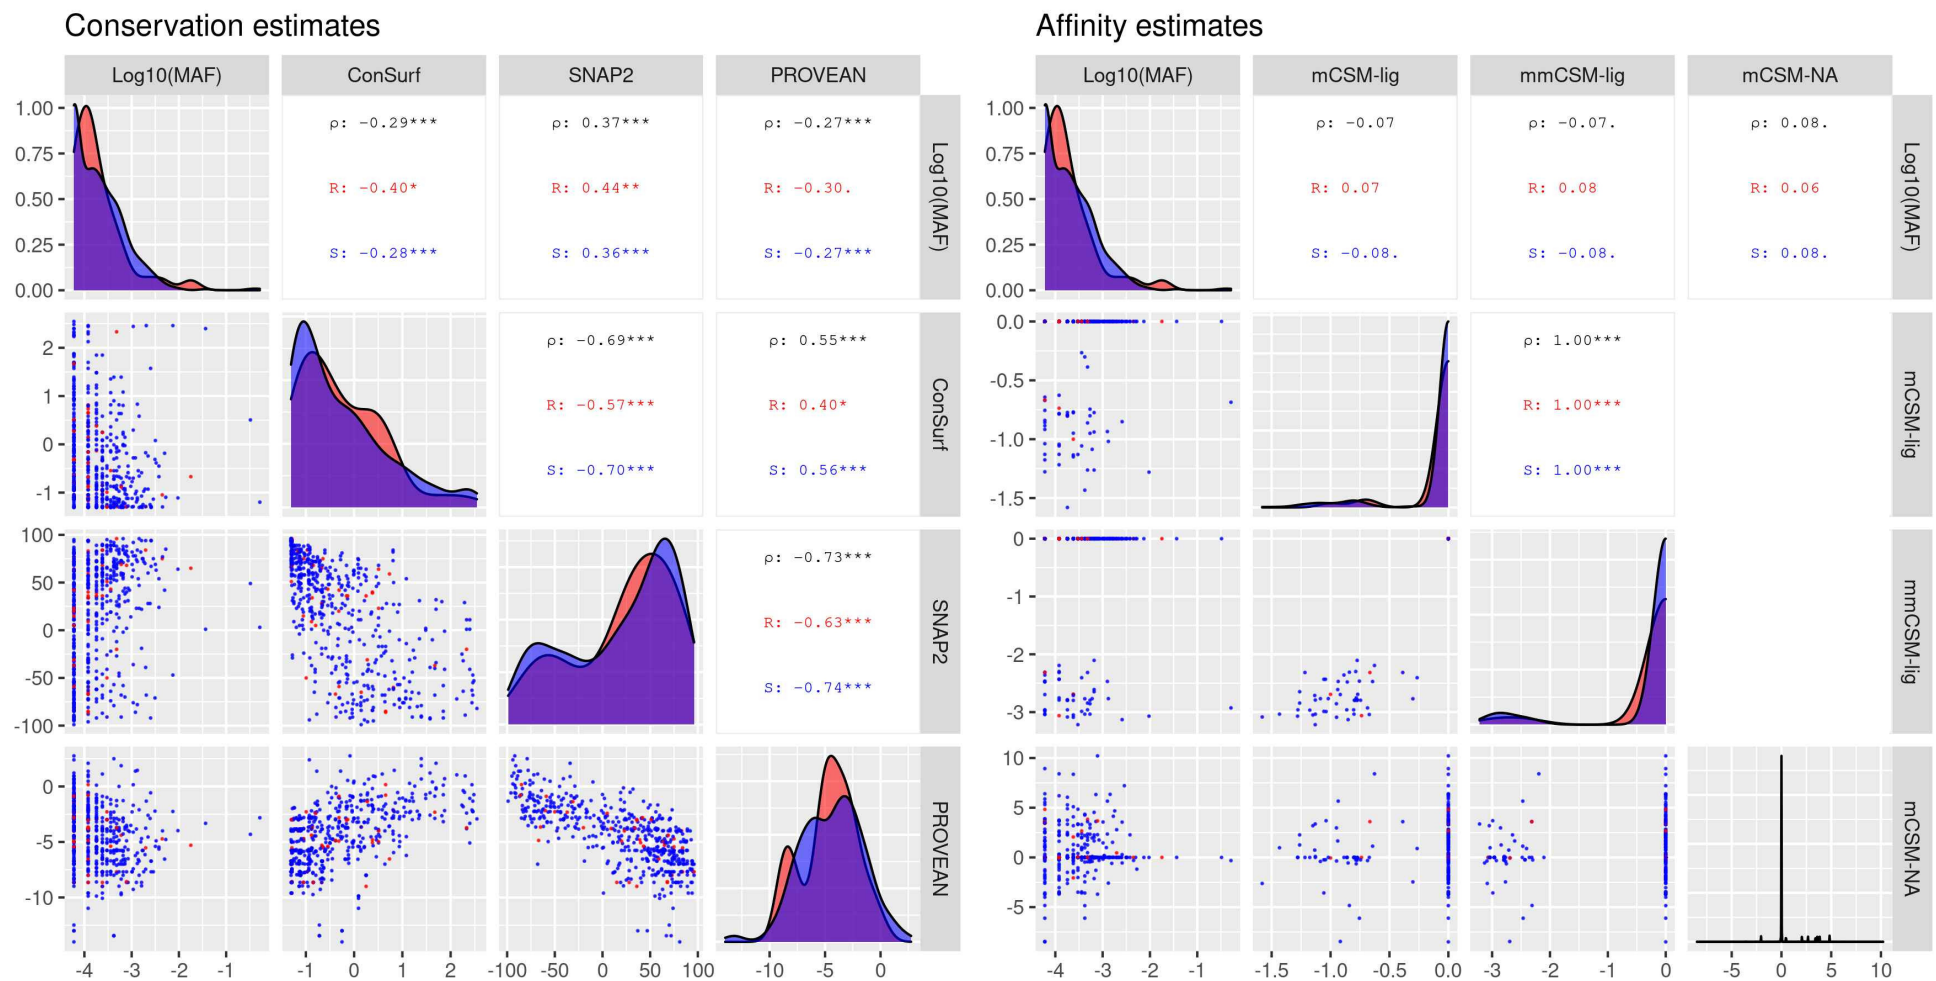 Conservation estimates
Affinity estimates
Log10(MAF) ConSurf SNAP2 PROVEAN
Log10(MAF) mCSM-lig mmCSM-lig mCSM-NA
1.00
0.75
0.50
0.25
0.00
ρ: -0.29*** ρ: 0.37*** ρ: -0.27***
R: -0.40* R: 0.44** R: -0.30.
S: -0.28*** S: 0.36*** S: -0.27***
Log10(MAF)
1.00
0.75
0.50
0.25
0.00
ρ: -0.07 ρ: -0.07. ρ: 0.08.
R: 0.07 R: 0.08 R: 0.06
S: -0.08. S: -0.08. S: 0.08.
Log10(MAF)
2
1
0
-1
ρ: -0.69*** ρ: 0.55***
R: -0.57*** R: 0.40*
S: -0.70*** S: 0.56***
ConSurf
0.0
-0.5
-1.0
-1.5
ρ: 1.00***
R: 1.00***
S: 1.00***
mCSM-lig
100
50
0
-50
-100
ρ: -0.73***
R: -0.63***
S: -0.74***
SNAP2
0
-1
-2
-3
mmCSM-lig
0
-5
-10
PROVEAN
10
5
0
-5
mCSM-NA
-4 -3 -2 -1 -1 0 1 2 -100 -50 0 50 100 -10 -5 0
-4 -3 -2 -1 -1.5 -1.0 -0.5 0.0 -3 -2 -1 0 -5 0 5 10